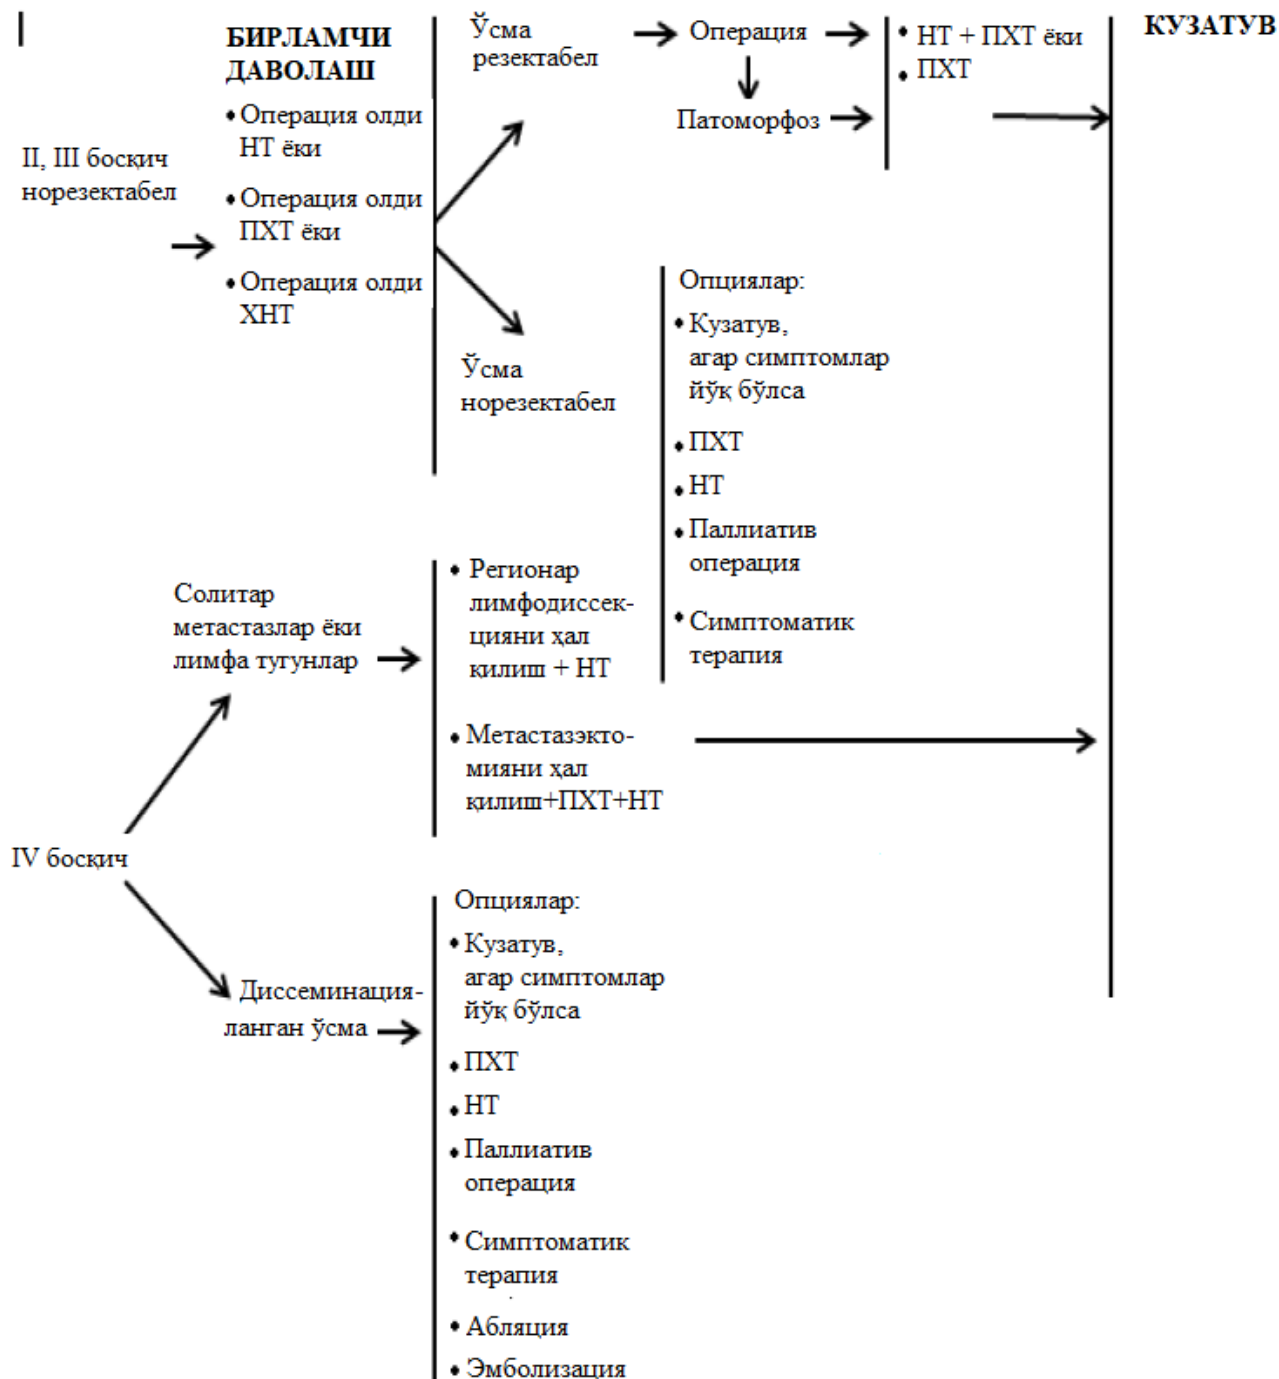 БИРЛАМЧИ
ДАВОЛАШ
Ўсма
резектабел
Операция
• НТ + ПХТ ёки
• ПХТ
КУЗАТУВ
Патоморфоз
II, III босқич
норезектабел
• Операция олди
НТ ёки
• Операция олди
ПХТ ёки
• Операция олди
ХНТ
Ўсма
норезектабел
Опциялар:
• Кузатув,
агар симптомлар
йўқ бўлса
• ПХТ
• НТ
• Паллиатив
операция
• Симптоматик
терапия
Солитар
метастазлар ёки
лимфа тугунлар
• Регионар
лимфодиссек-
цияни ҳал
қилиш + НТ
• Метастазэкто-
мияни ҳал
қилиш+ПХТ+НТ
IV босқич
Диссеминация-
ланган ўсма
Опциялар:
• Кузатув,
агар симптомлар
йўқ бўлса
• ПХТ
• НТ
• Паллиатив
операция
• Симптоматик
терапия
• Абляция
• Эмболизация